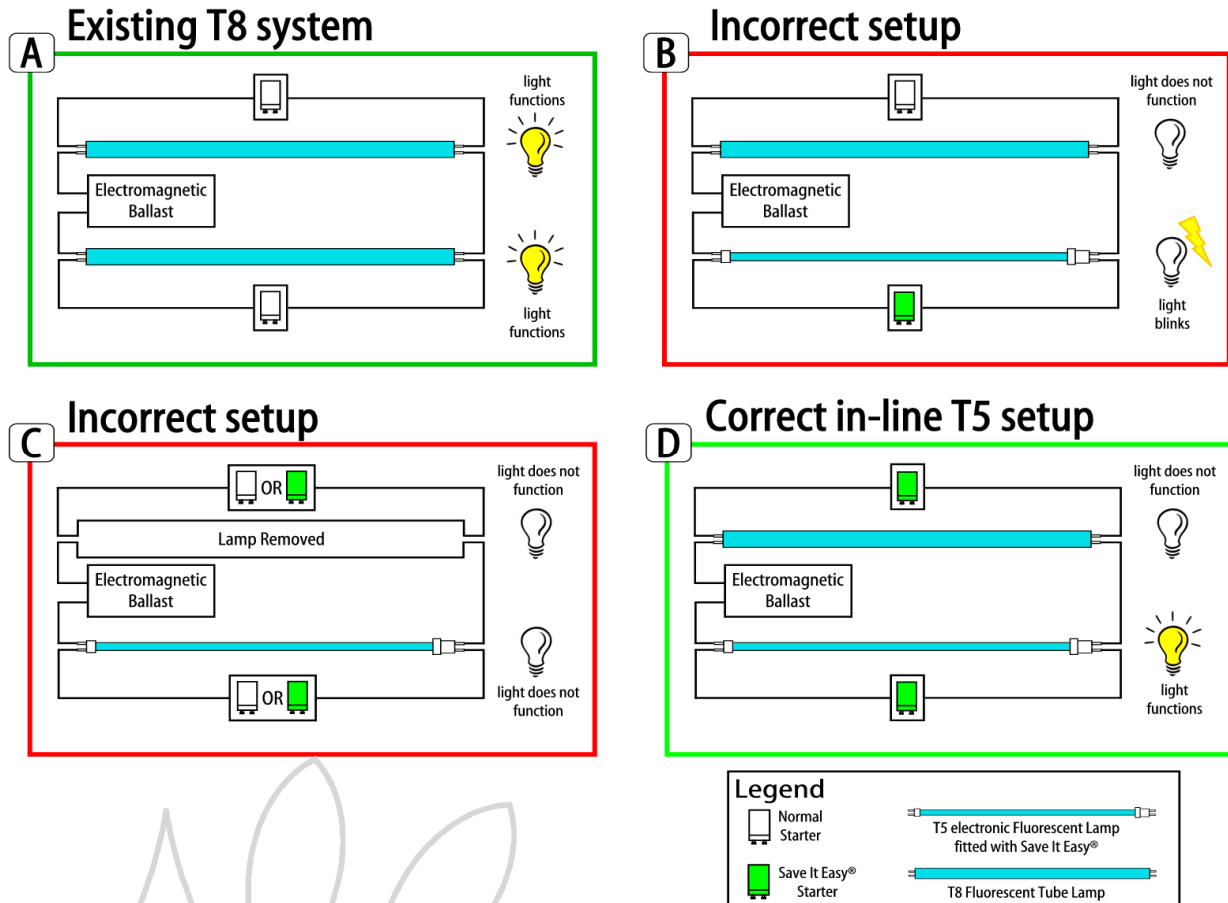 Existing T8 system
A
light
functions
Electromagnetic
Ballast
light
functions
Incorrect setup
B
light does not
function
Electromagnetic
Ballast
light
blinks
Incorrect setup
C
OR
light does not
function
Lamp Removed
Electromagnetic
Ballast
OR
light does not
function
Correct in-line T5 setup
D
light does not
function
Electromagnetic
Ballast
light
functions
Legend
Normal
Starter
T5 electronic Fluorescent Lamp
fitted with Save It Easy®
Save It Easy®
Starter
T8 Fluorescent Tube Lamp